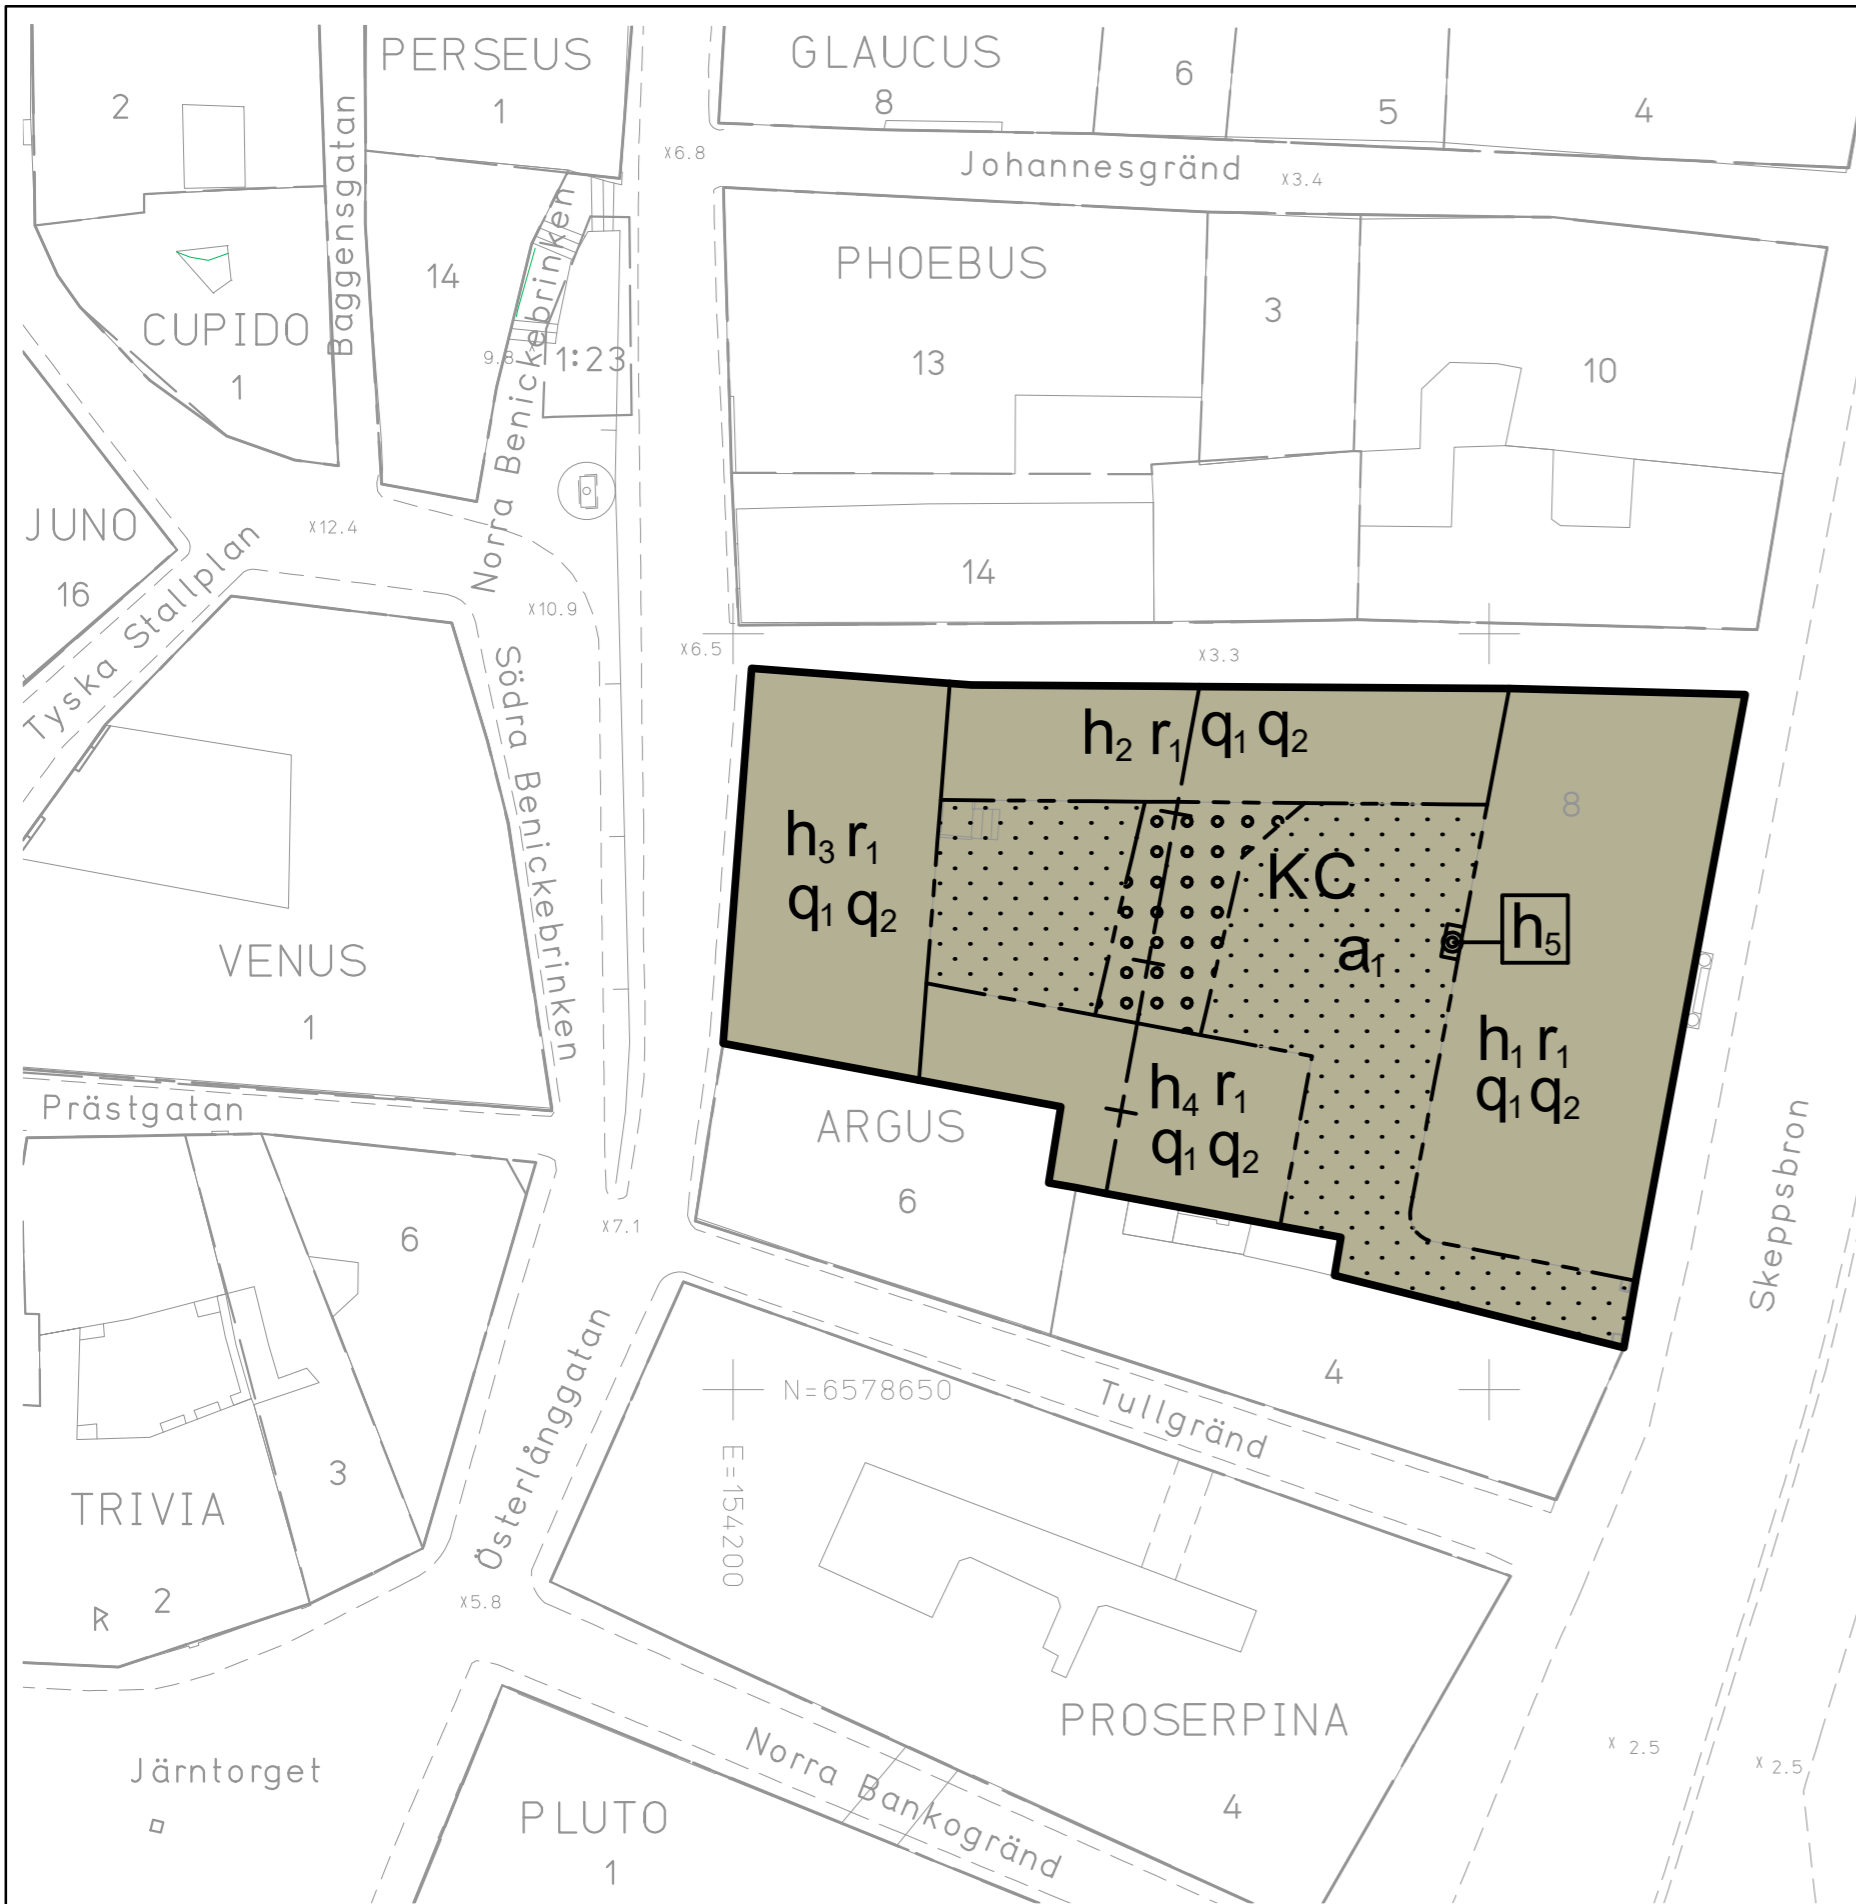 PERSEUS
GLAUCUS
2
1
8
6
5
4
Baggensgatan
x6.8
Johannesgränd
x3.4
Norra Benickebrinken
14
CUPIDO
1
9.8
1:23
PHOEBUS
13
3
10
JUNO
16
x12.4
Tyska Stallplan
x10.9
14
x6.5
x3.3
Södra Benickebrinken
h2 r1 q1 q2
8
h3 r1
q1 q2
KC
a1
h5
VENUS
1
h1 r1
q1 q2
h4 r1
q1 q2
Prästgatan
ARGUS
6
Skeppsbron
x7.1
6
Österlånggatan
4
N=6578650
Tullgränd
E=154200
3
TRIVIA
2
R
x5.8
PROSERPINA
4
x 2.5
x 2.5
Järntorget
Norra Bankogränd
PLUTO
1